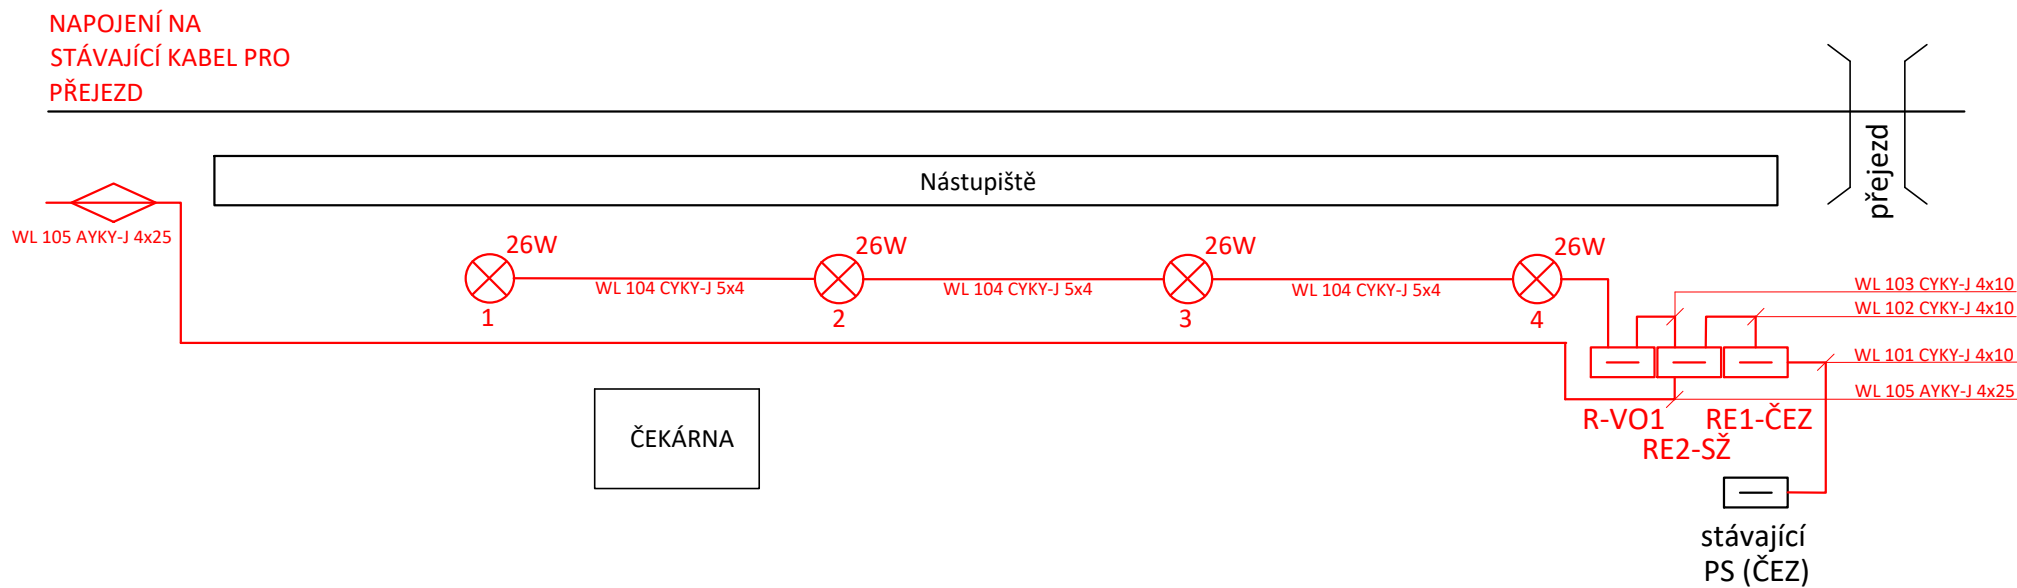 NAPOJENÍ NA
STÁVAJÍCÍ KABEL PRO
PŘEJEZD
přejezd
Nástupiště
WL 105 AYKY-J 4x25
26W
26W
26W
26W
WL 104 CYKY-J 5x4
WL 104 CYKY-J 5x4
WL 104 CYKY-J 5x4
1
2
3
4
WL 103 CYKY-J 4x10
WL 102 CYKY-J 4x10
WL 101 CYKY-J 4x10
WL 105 AYKY-J 4x25
R-VO1
RE1-ČEZ
RE2-SŽ
ČEKÁRNA
stávající
PS (ČEZ)